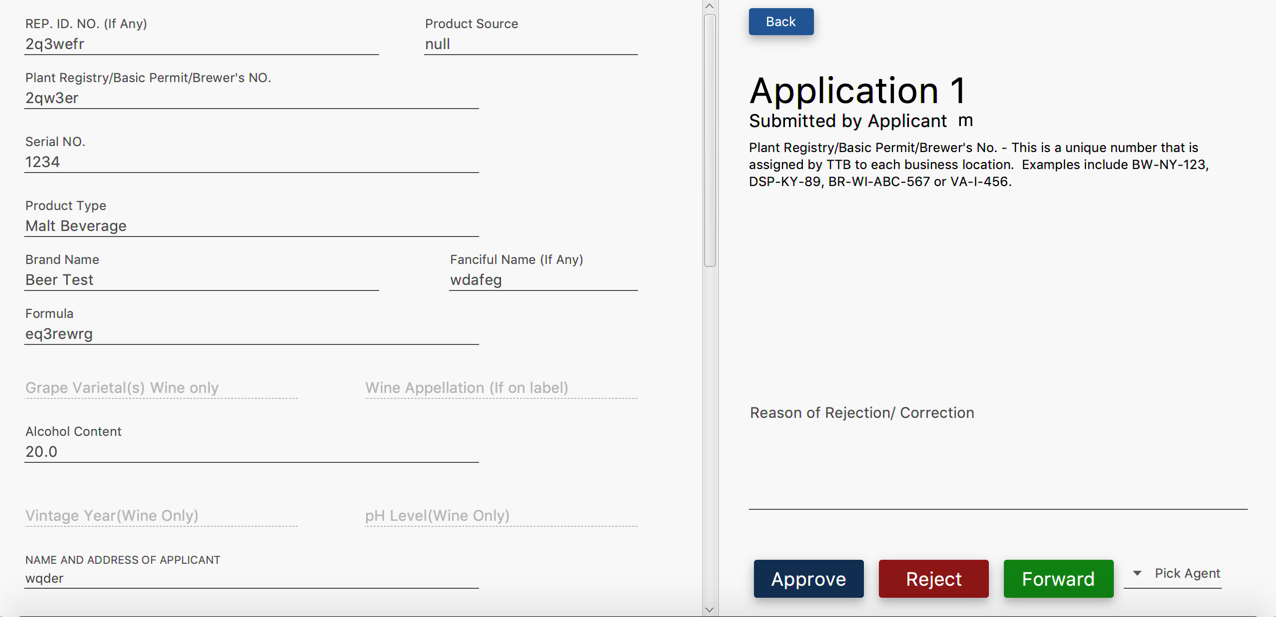 REP. ID. NO. (If Any)
Product Source
2q3wefr
null
Plant Registry/Basic Permit/Brewer's NO.
2qw3er
Serial NO.
1234
Product Type
Malt Beverage
Brand Name
Fanciful Name (If Any)
Beer Test
wdafeg
Formula
eq3rewrg
Grape Varietal(s) Wine only
Wine Appellation (If on label)
Alcohol Content
20.0
Vintage Year(Wine Only)
pH Level(Wine Only)
NAME AND ADDRESS OF APPLICANT
wqder
Back
Application 1
Submitted by Applicant m
Plant Registry/Basic Permit/Brewer's No. - This is a unique number that is
assigned by TTB to each business location.  Examples include BW-NY-123,
DSP-KY-89, BR-WI-ABC-567 or VA-I-456.
Reason of Rejection/ Correction
Approve
Reject
Forward
Pick Agent